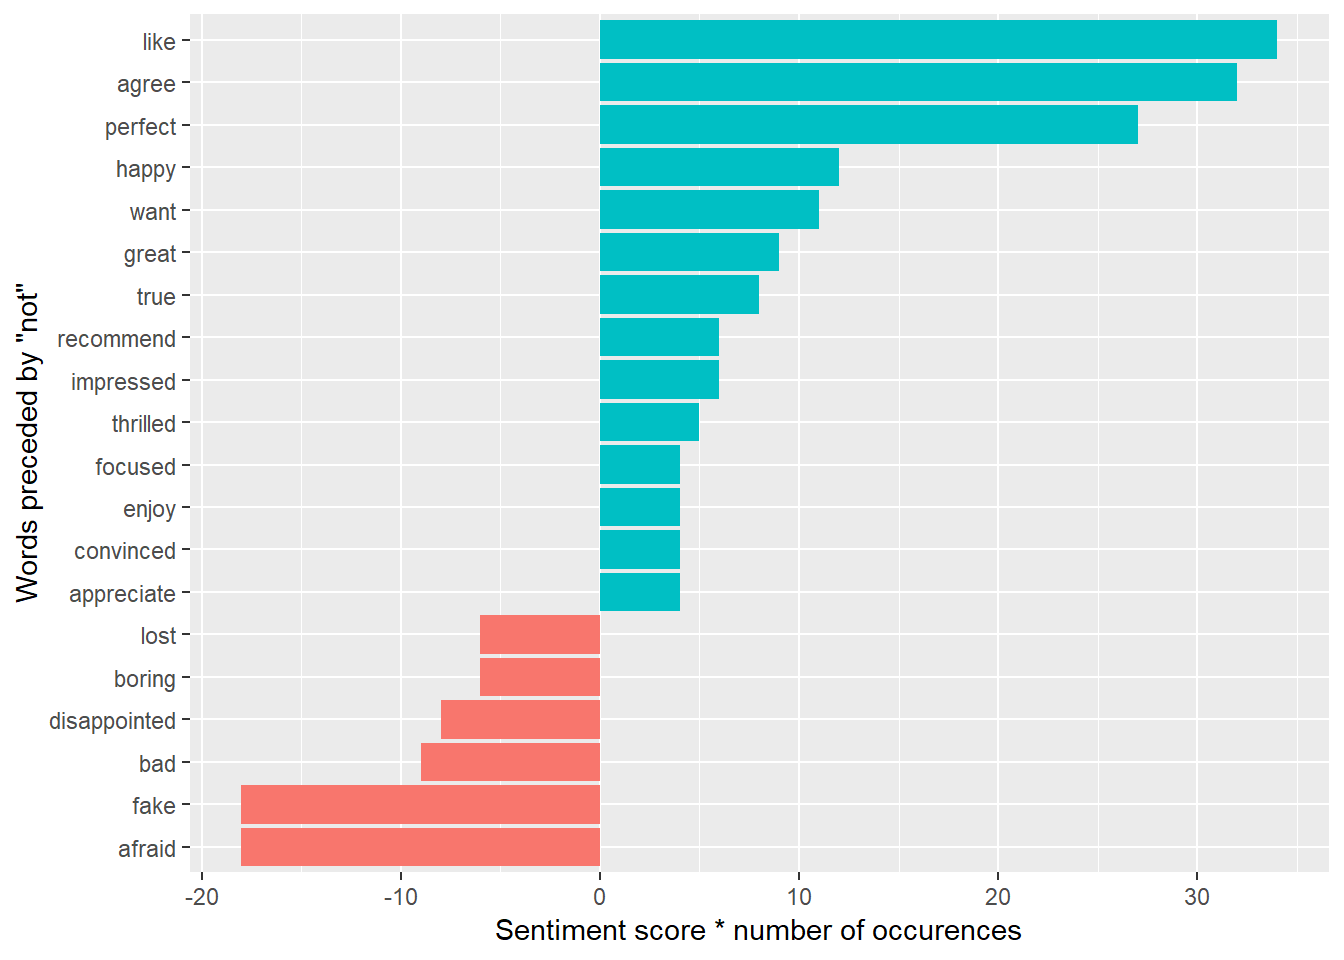 like
agree
perfect
happy
want
great
true
recommend
impressed
thrilled
focused
enjoy
convinced
appreciate
lost
boring
disappointed
bad
fake
afraid
Words preceded by "not"
-20 -10 0 10 20 30
Sentiment score * number of occurences